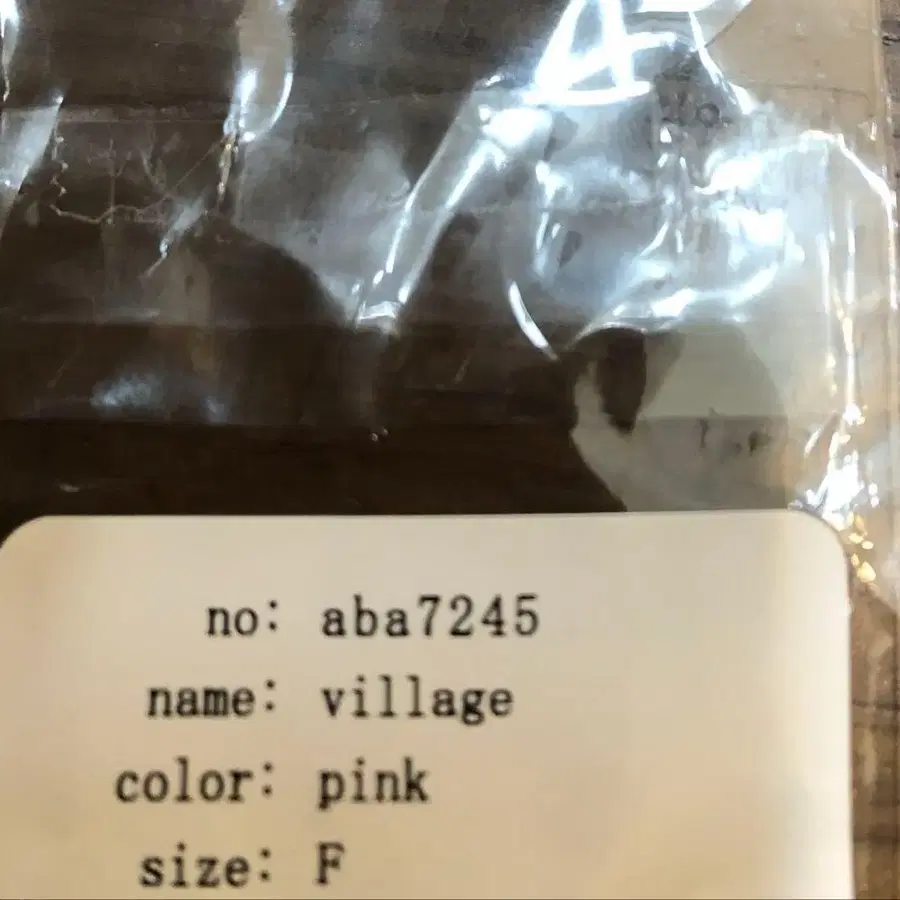 no: aba7245
name: village
color: pink
size: F